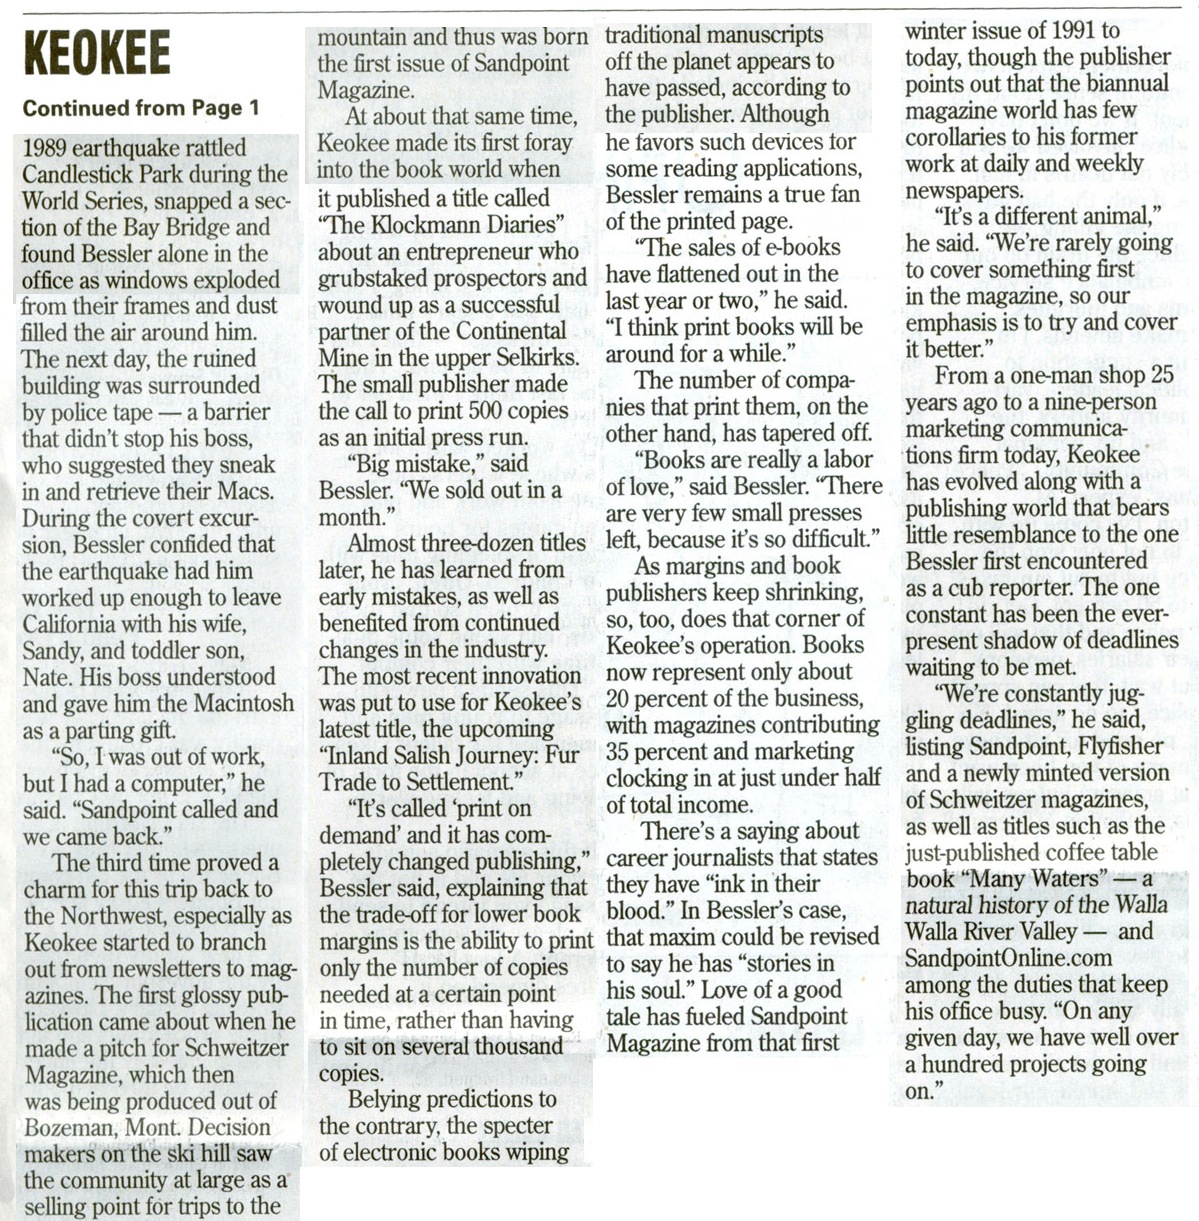 KEOKEE
Continued from Page 1
1989 earthquake rattled
Candlestick Park during the
World Series, snapped a sec-
tion of the Bay Bridge and
found Bessler alone in the
office as windows exploded
from their frames and dust
filled the air around him.
The next day, the ruined
building was surrounded
by police tape — a barrier
that didn't stop his boss,
who suggested they sneak
in and retrieve their Macs.
During the covert excur-
sion, Bessler confided that
the earthquake had him
worked up enough to leave
California with his wife,
Sandy, and toddler son,
Nate. His boss understood
and gave him the Macintosh
as a parting gift.
"So, I was out of work,
but I had a computer," he
said. "Sandpoint called and
we came back."
The third time proved a
charm for this trip back to
the Northwest, especially as
Keokee started to branch
out from newsletters to mag-
azines. The first glossy pub-
lication came about when he
made a pitch for Schweitzer
Magazine, which then
was being produced out of
Bozeman, Mont. Decision
makers on the ski hill saw
the community at large as a
selling point for trips to the
mountain and thus was born
the first issue of Sandpoint
Magazine.
At about that same time,
Keokee made its first foray
into the book world when
it published a title called
"The Klockmann Diaries"
about an entrepreneur who
grubstaked prospectors and
wound up as a successful
partner of the Continental
Mine in the upper Selkirks.
The small publisher made
the call to print 500 copies
as an initial press run.
"Big mistake," said
Bessler. "We sold out in a
month."
Almost three-dozen titles
later, he has learned from
early mistakes, as well as
benefited from continued
changes in the industry.
The most recent innovation
was put to use for Keokee's
latest title, the upcoming
"Inland Salish Journey: Fur
Trade to Settlement."
"It's called 'print on
demand' and it has com-
pletely changed publishing,"
Bessler said, explaining that
the trade-off for lower book
margins is the ability to print
only the number of copies
needed at a certain point
in time, rather than having
to sit on several thousand
copies.
Belying predictions to
the contrary, the specter
of electronic books wiping
traditional manuscripts
off the planet appears to
have passed, according to
the publisher. Although
he favors such devices for
some reading applications,
Bessler remains a true fan
of the printed page.
"The sales of e-books
have flattened out in the
last year or two," he said.
"I think print books will be
around for a while."
The number of compa-
nies that print them, on the
other hand, has tapered off.
"Books are really a labor
of love," said Bessler. "There
are very few small presses
left, because it's so difficult."
As margins and book
publishers keep shrinking,
so, too, does that corner of
Keokee's operation. Books
now represent only about
20 percent of the business,
with magazines contributing
35 percent and marketing
clocking in at just under half
of total income.
There's a saying about
career journalists that states
they have "ink in their
blood." In Bessler's case,
that maxim could be revised
to say he has "stories in
his soul." Love of a good
tale has fueled Sandpoint
Magazine from that first
winter issue of 1991 to
today, though the publisher
points out that the biannual
magazine world has few
corollaries to his former
work at daily and weekly
newspapers.
"It's a different animal,"
he said. "We're rarely going
to cover something first
in the magazine, so our
emphasis is to try and cover
it better."
From a one-man shop 25
years ago to a nine-person
marketing communica-
tions firm today, Keokee
has evolved along with a
publishing world that bears
little resemblance to the one
Bessler first encountered
as a cub reporter. The one
constant has been the ever-
present shadow of deadlines
waiting to be met.
"We're constantly jug-
gling deadlines," he said,
listing Sandpoint, Flyfisher
and a newly minted version
of Schweitzer magazines,
as well as titles such as the
just-published coffee table
book "Many Waters" — a
natural history of the Walla
Walla River Valley — and
SandpointOnline.com
among the duties that keep
his office busy. "On any
given day, we have well over
a hundred projects going
on."